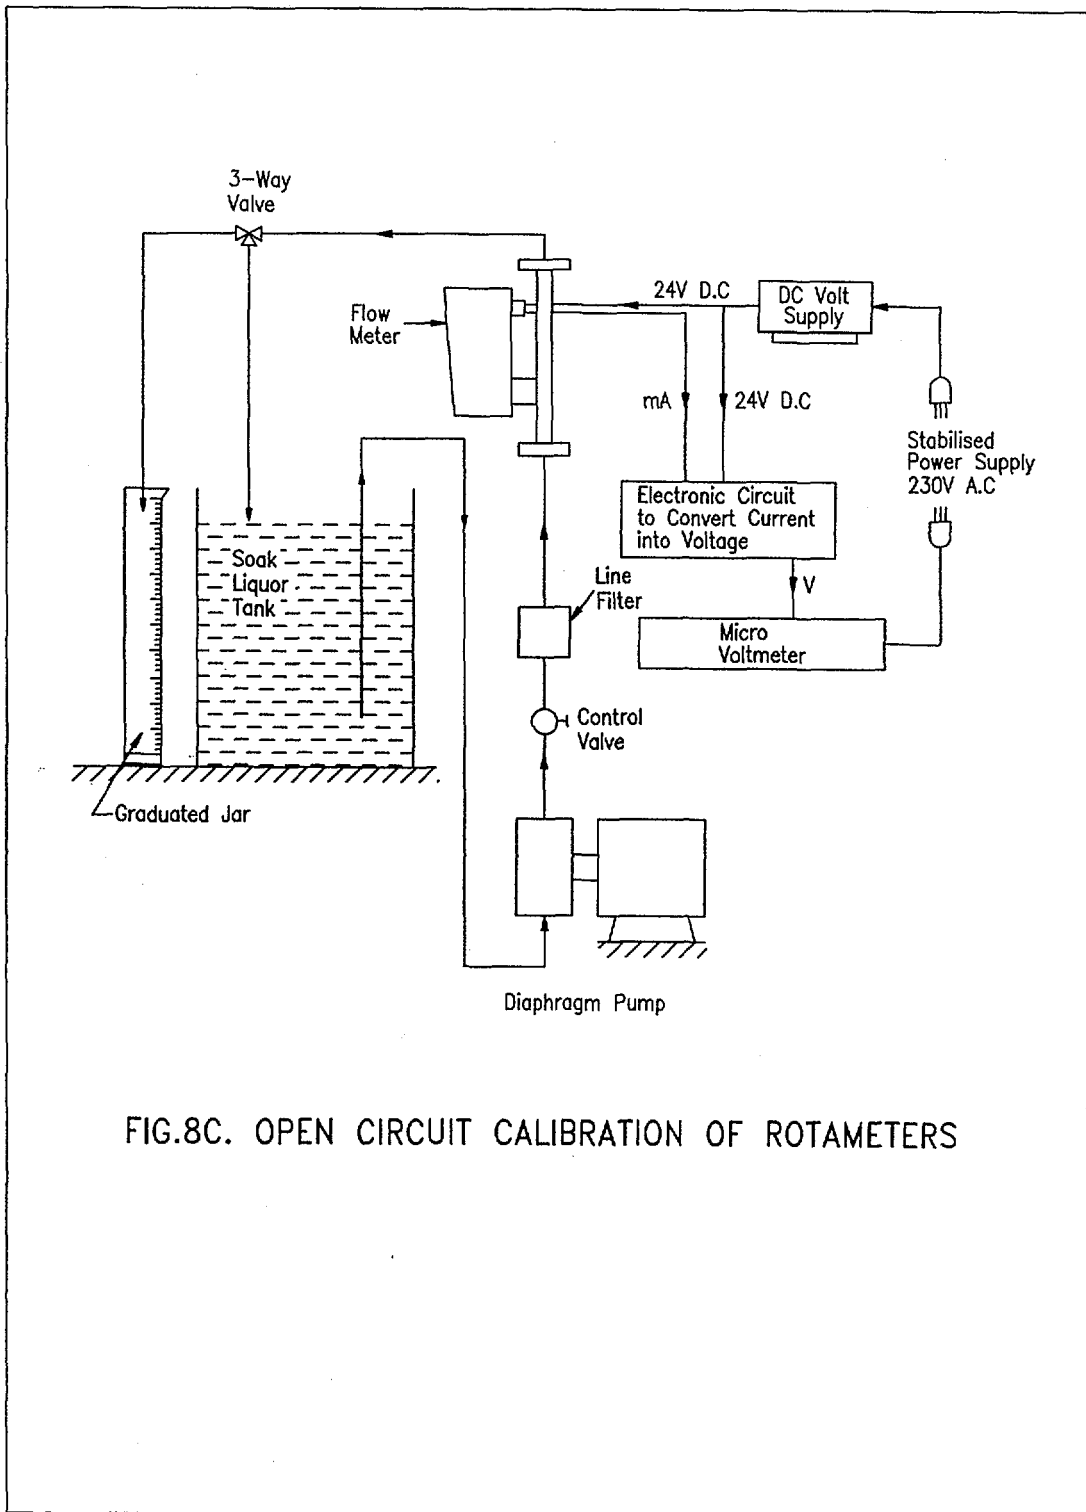 3-Way
Valve
Flow
Meter
24V D.C
DC Volt
Supply
mA
24V D.C
Stabilised
Power Supply
230V A.C
Electronic Circuit
to Convert Current
into Voltage
V
Micro
Voltmeter
Soak
Liquor
Tank
Line
Filter
Control
Valve
Graduated Jar
Diaphragm Pump
FIG.8C. OPEN CIRCUIT CALIBRATION OF ROTAMETERS